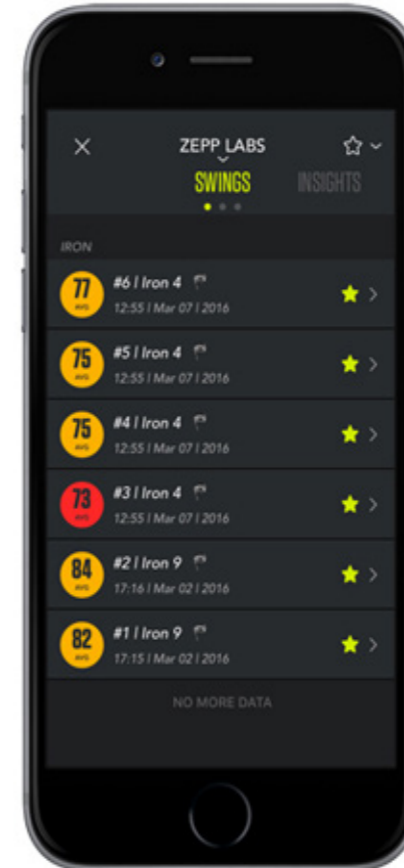 ZEPP LABS
SWINGS INSIGHTS
IRON
77 AVG #6 | Iron 4
12:55 | Mar 07 | 2016
75 AVG #5 | Iron 4
12:55 | Mar 07 | 2016
75 AVG #4 | Iron 4
12:55 | Mar 07 | 2016
73 AVG #3 | Iron 4
12:55 | Mar 07 | 2016
84 AVG #2 | Iron 9
17:16 | Mar 02 | 2016
82 AVG #1 | Iron 9
17:15 | Mar 02 | 2016
NO MORE DATA